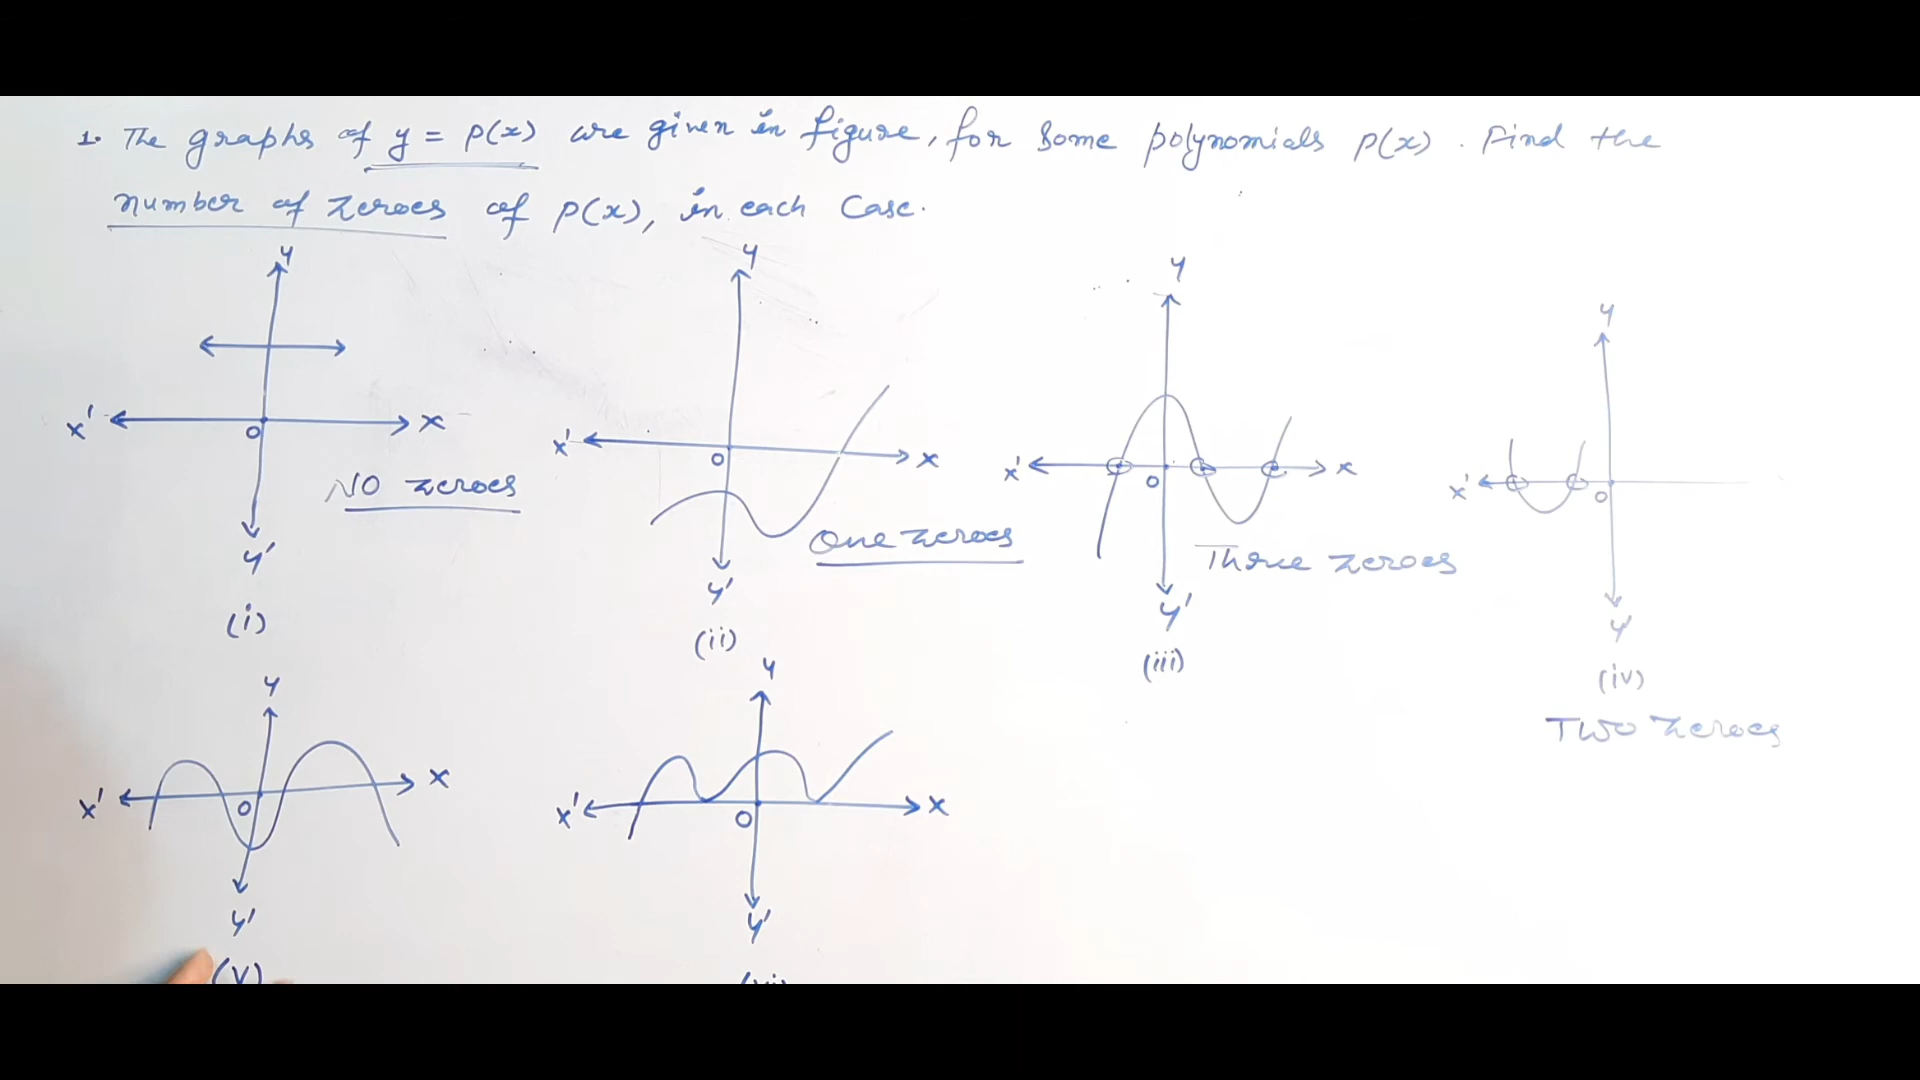 1. The graphs of y = p(x) are given in figure, for some polynomials p(x). Find the
number of zeroes of p(x), in each case.
y
x' O x
y'
No zeroes
(i)
y
x' O x
y'
One zeroes
(ii)
y
x' O x
y'
Three zeroes
(iii)
y
x' O
y'
(iv)
Two zeroes
y
x' O x
y'
(v)
y
x' O x
y'